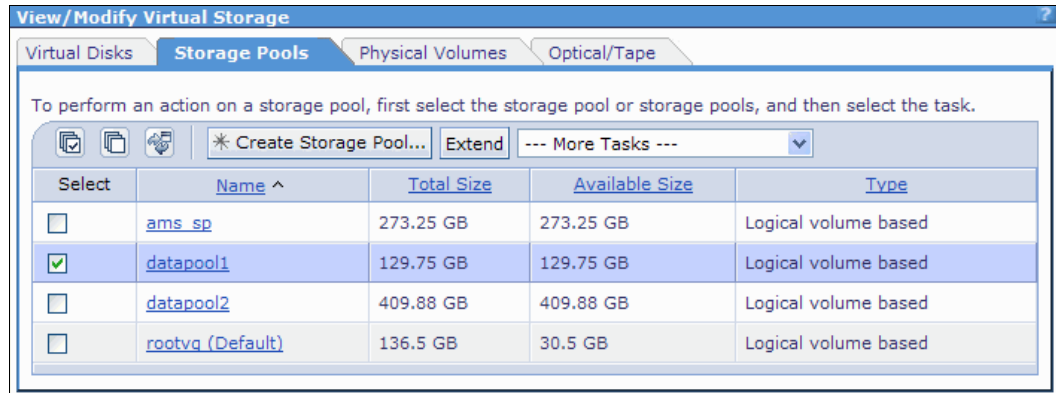 View/Modify Virtual Storage ?
Virtual Disks Storage Pools Physical Volumes Optical/Tape
To perform an action on a storage pool, first select the storage pool or storage pools, and then select the task.
Create Storage Pool... Extend --- More Tasks ---
Select Name ^ Total Size Available Size Type
ams_sp 273.25 GB 273.25 GB Logical volume based
datapool1 129.75 GB 129.75 GB Logical volume based
datapool2 409.88 GB 409.88 GB Logical volume based
rootvg (Default) 136.5 GB 30.5 GB Logical volume based